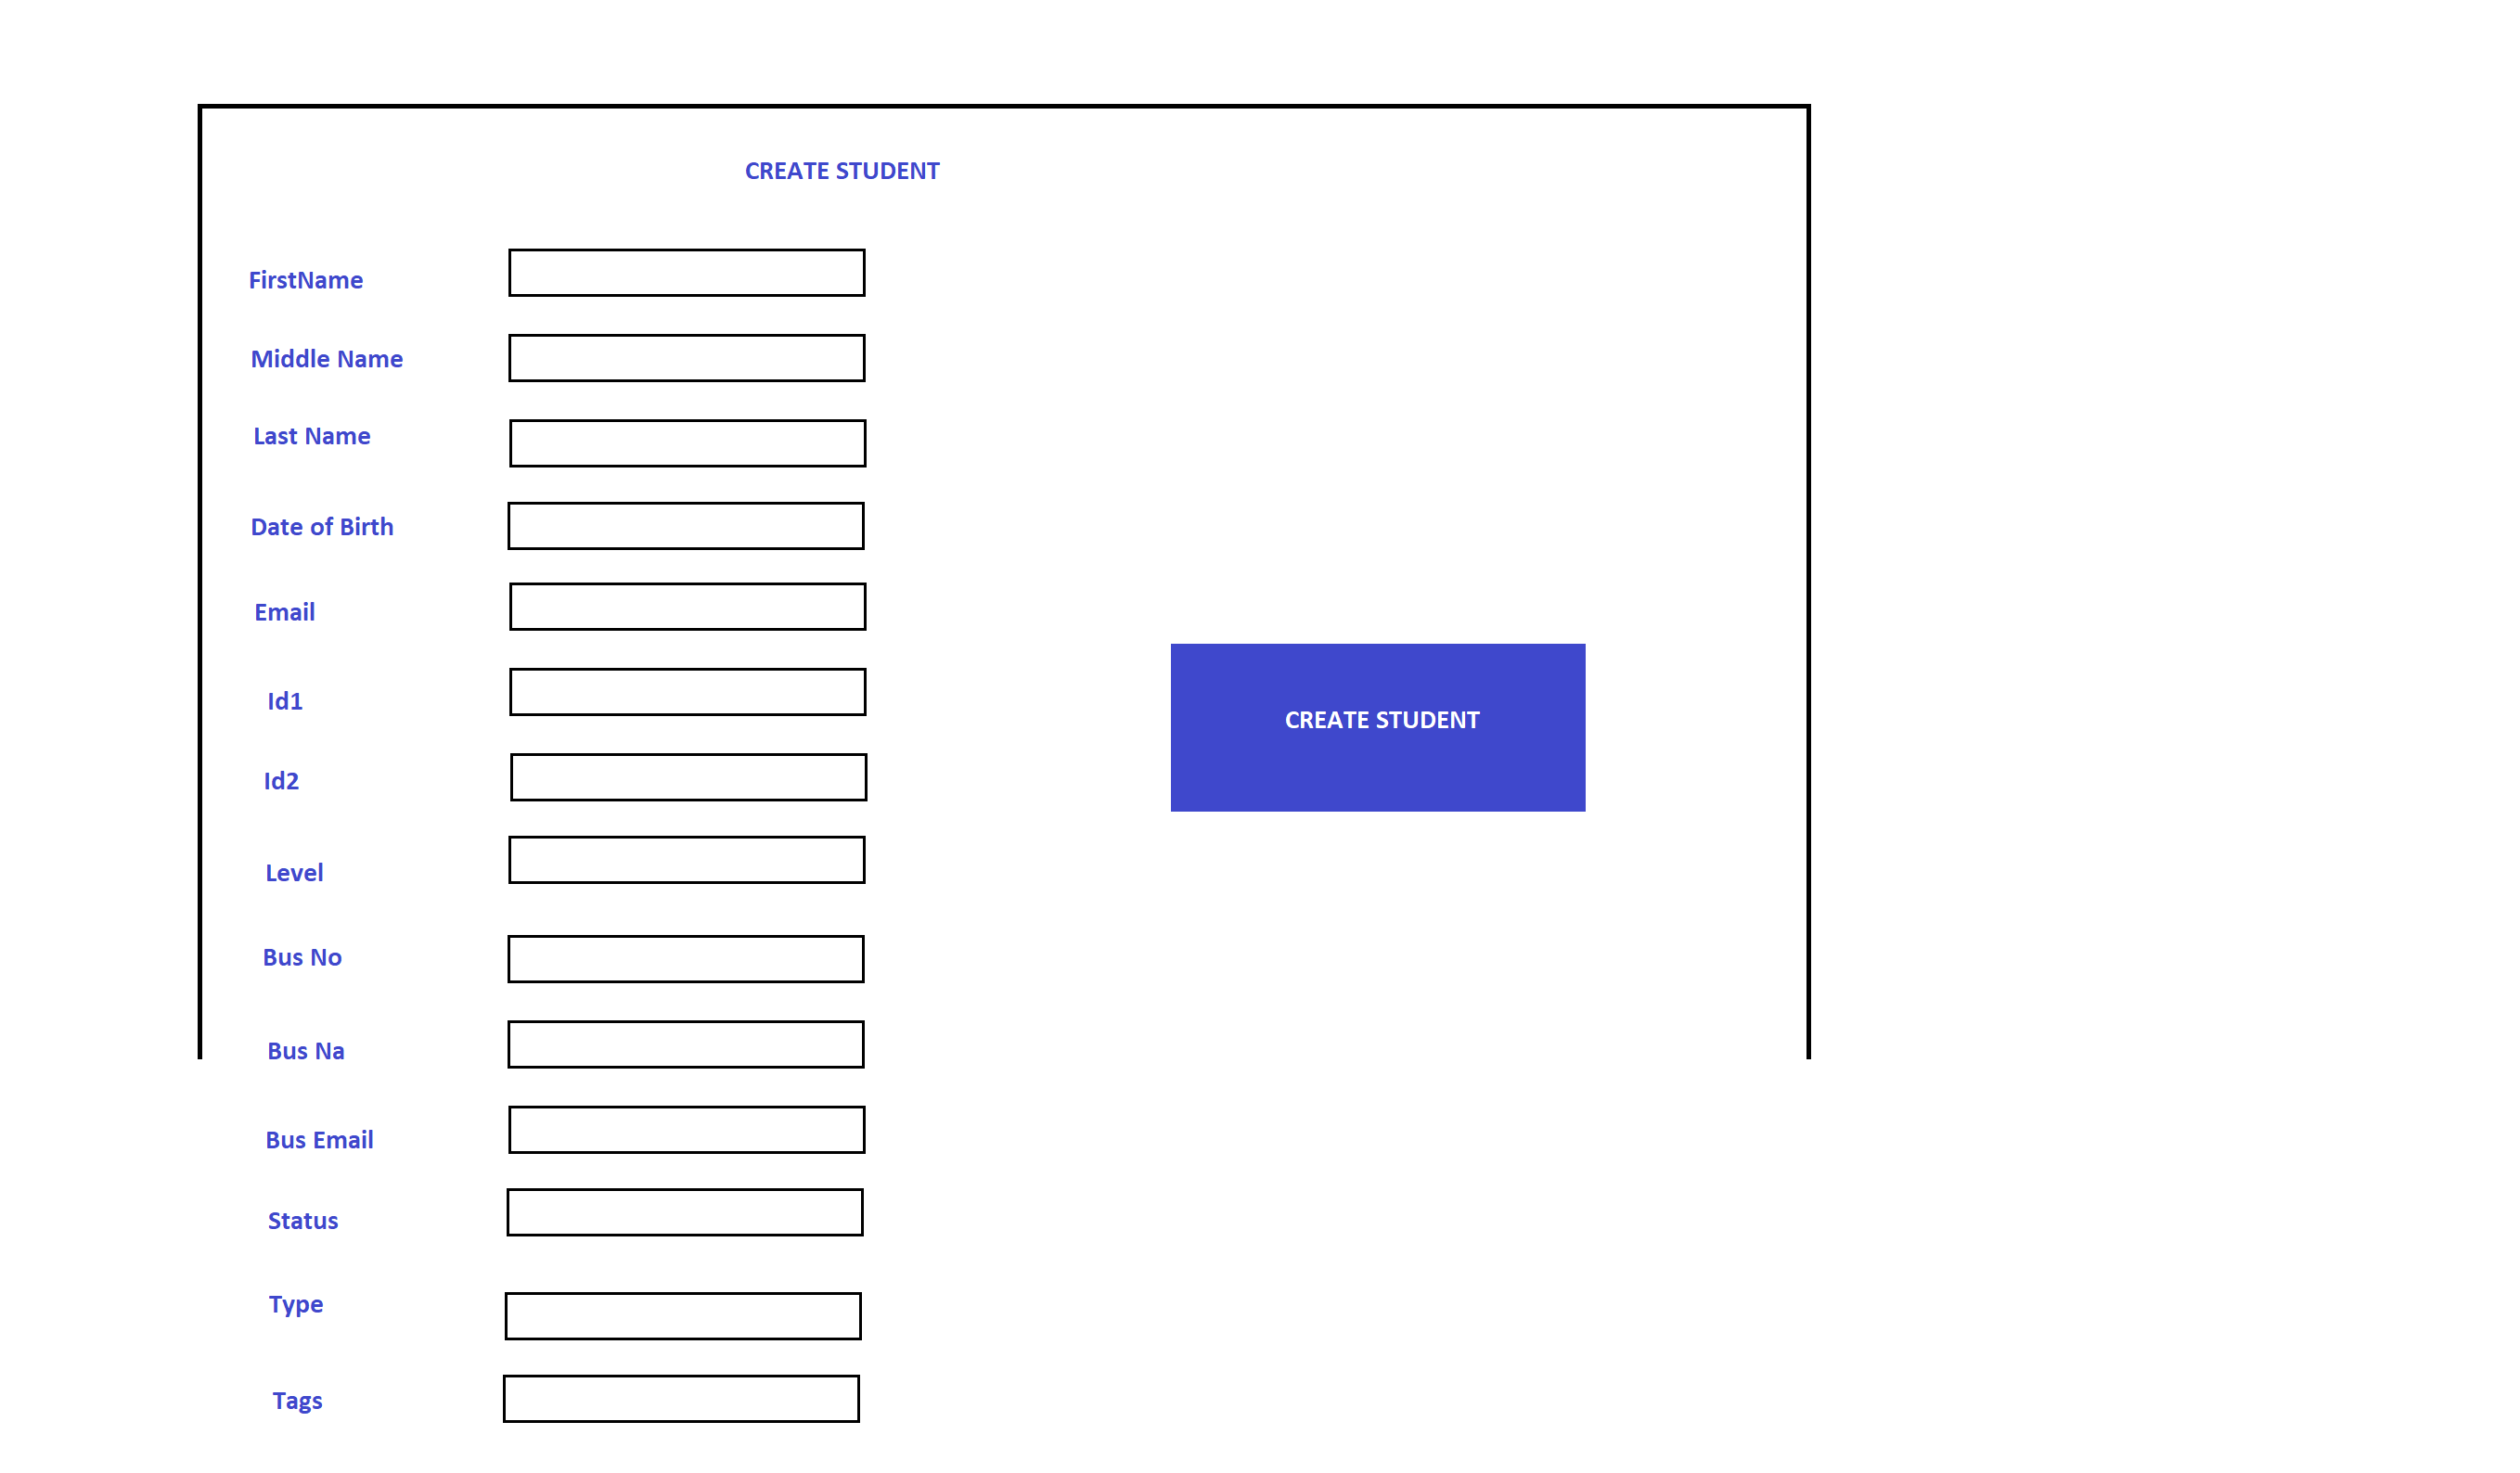 CREATE STUDENT
FirstName
Middle Name
Last Name
Date of Birth
Email
Id1
CREATE STUDENT
Id2
Level
Bus No
Bus Na
Bus Email
Status
Type
Tags